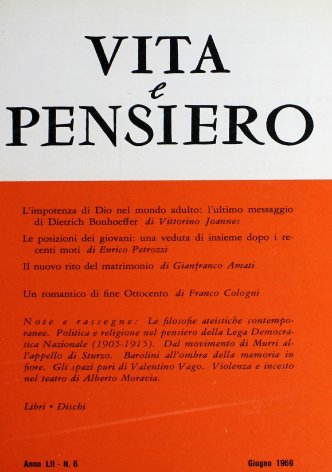 VITA
e
PENSIERO
L'impotenza di Dio nel mondo adulto: l'ultimo messaggio
di Dietrich Bonhoeffer di Vittorino Joannes
Le posizioni dei giovani: una veduta di insieme dopo i re-
centi moti di Enrico Petrozzi
Il nuovo rito del matrimonio di Gianfranco Amati
Un romantico di fine Ottocento di Franco Cologni
Note e rassegne: Le filosofie ateistiche contempo-
ranee. Politica e religione nel pensiero della Lega Democra-
tica Nazionale (1905-1915). Dal movimento di Murri al-
l'appello di Sturzo. Barolini all'ombra della memoria in
fiore. Gli spazi puri di Valentino Vago. Violenza e incesto
nel teatro di Alberto Moravia.
Libri • Dischi
Anno LII - N. 6
Giugno 1969